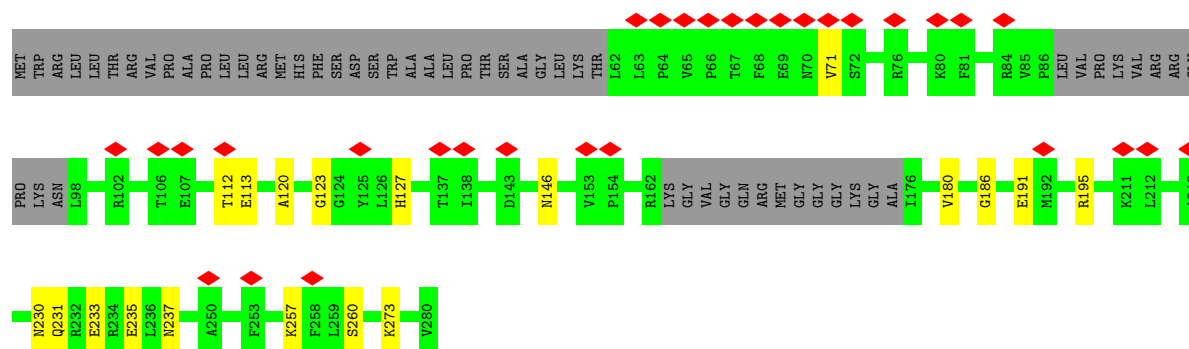 MET TRP ARG LEU LEU THR ARG VAL PRO ALA PRO LEU LEU ARG MET HIS PHE SER ASP SER TRP ALA ALA LEU PRO THR SER ALA GLY LEU LEU LYS THR L62 L63 P64 V65 P66 T67 F68 E69 N70 V71 S72 R76 K80 F81 R84 V85 P86 LEU VAL PRO LYS VAL ARG ARG
PRO LYS ASN L98 R102 T106 E107 T112 E113 A120 G123 G124 Y125 L126 H127 T137 I138 D143 N146 V153 P154 R162 LYS GLY VAL GLY GLN ARG MET GLY GLY GLY LYS GLY ALA I176 V180 G186 E191 M192 R195 K211 L212
N230 Q231 R232 E233 R234 E235 L236 N237 A250 F253 K257 F258 L259 S260 K273 V280